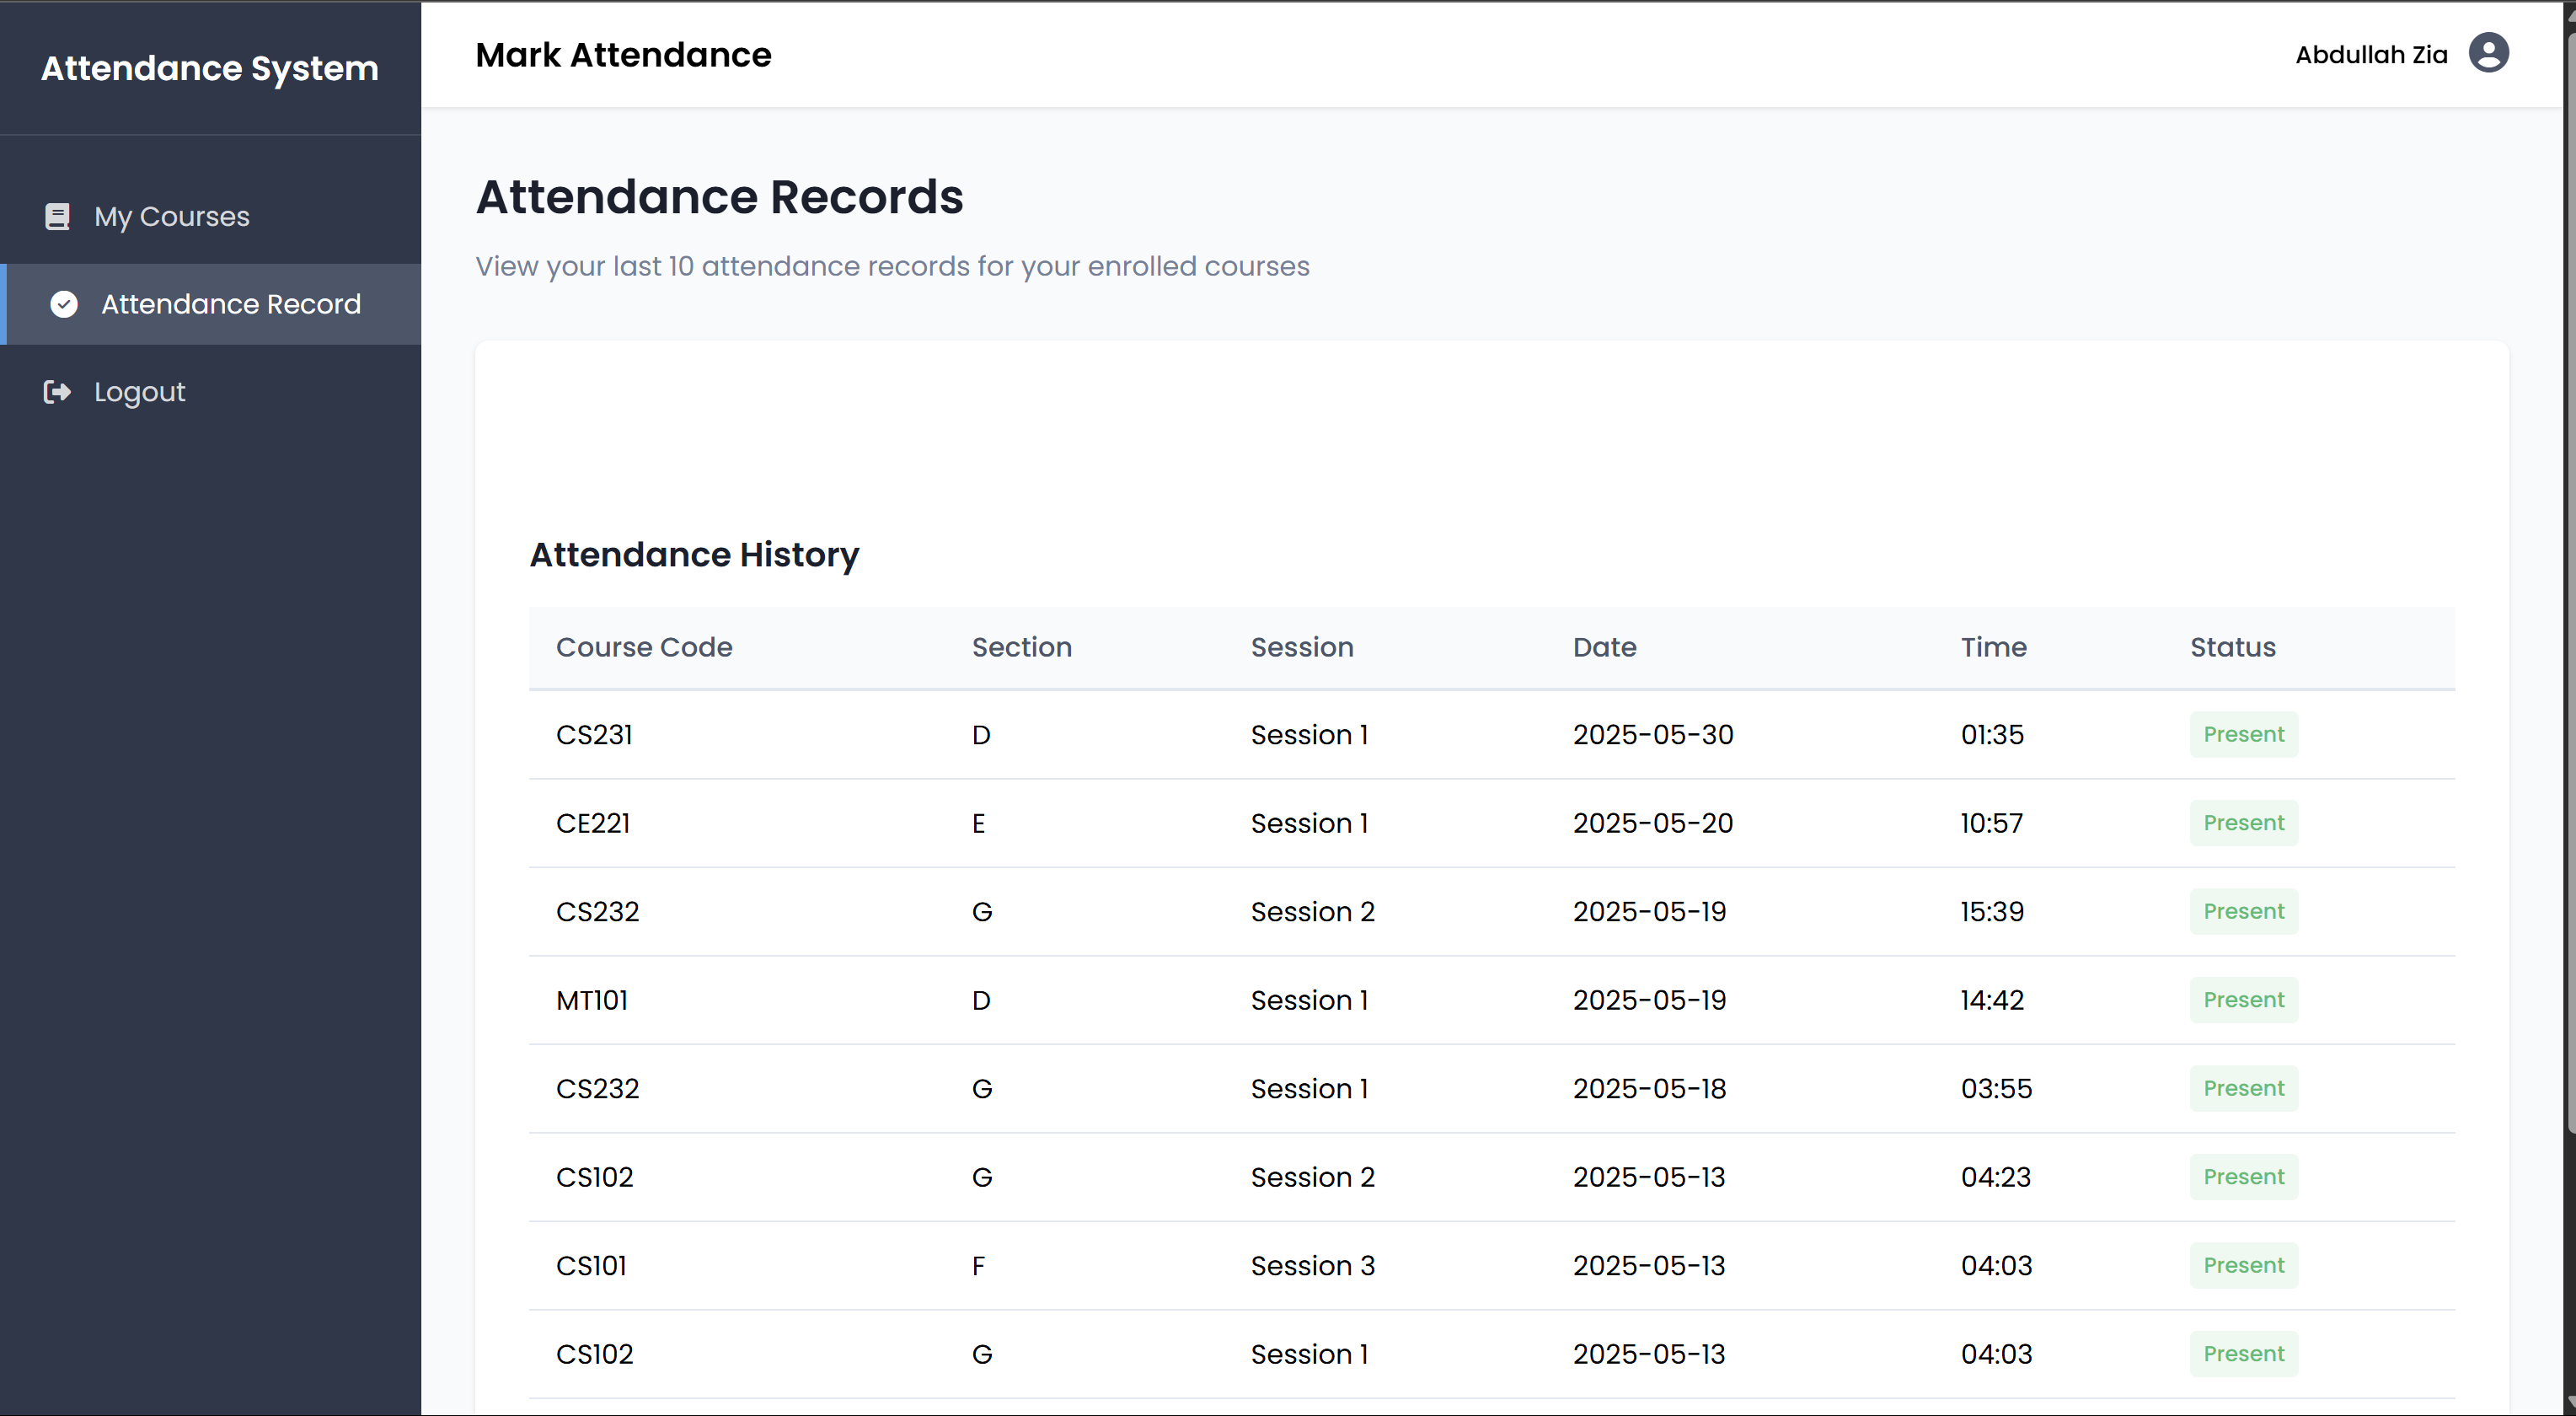 Attendance System
My Courses
Attendance Record
Logout
Mark Attendance
Abdullah Zia
Attendance Records
View your last 10 attendance records for your enrolled courses
Attendance History
Course Code Section Session Date Time Status
CS231 D Session 1 2025-05-30 01:35 Present
CE221 E Session 1 2025-05-20 10:57 Present
CS232 G Session 2 2025-05-19 15:39 Present
MT101 D Session 1 2025-05-19 14:42 Present
CS232 G Session 1 2025-05-18 03:55 Present
CS102 G Session 2 2025-05-13 04:23 Present
CS101 F Session 3 2025-05-13 04:03 Present
CS102 G Session 1 2025-05-13 04:03 Present